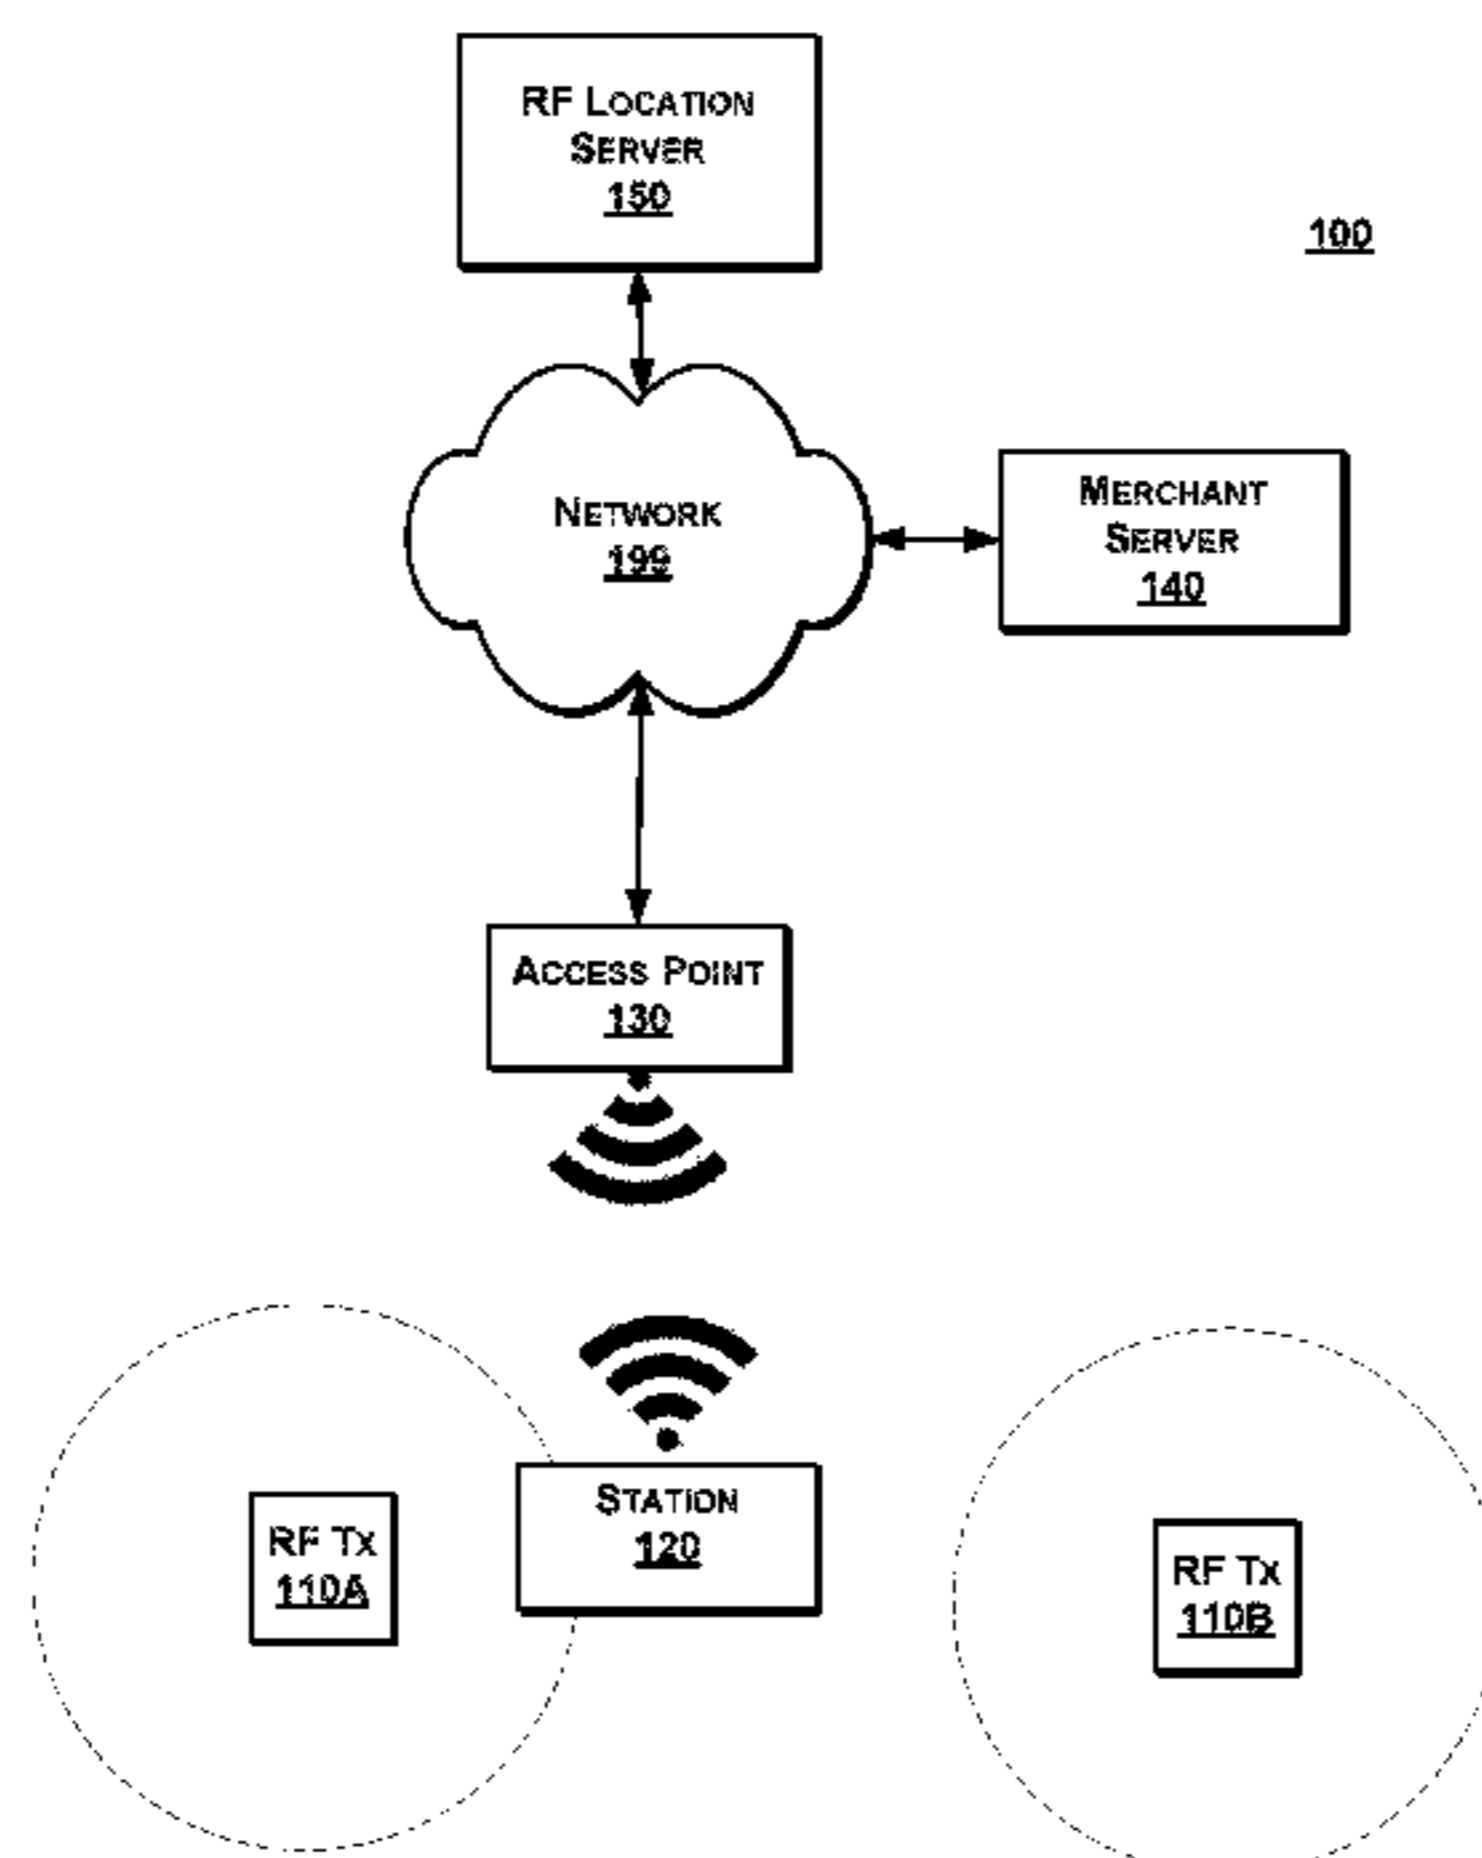 RF LOCATION
SERVER
150
100
NETWORK
199
MERCHANT
SERVER
140
ACCESS POINT
130
STATION
120
RF TX
110A
RF TX
110B